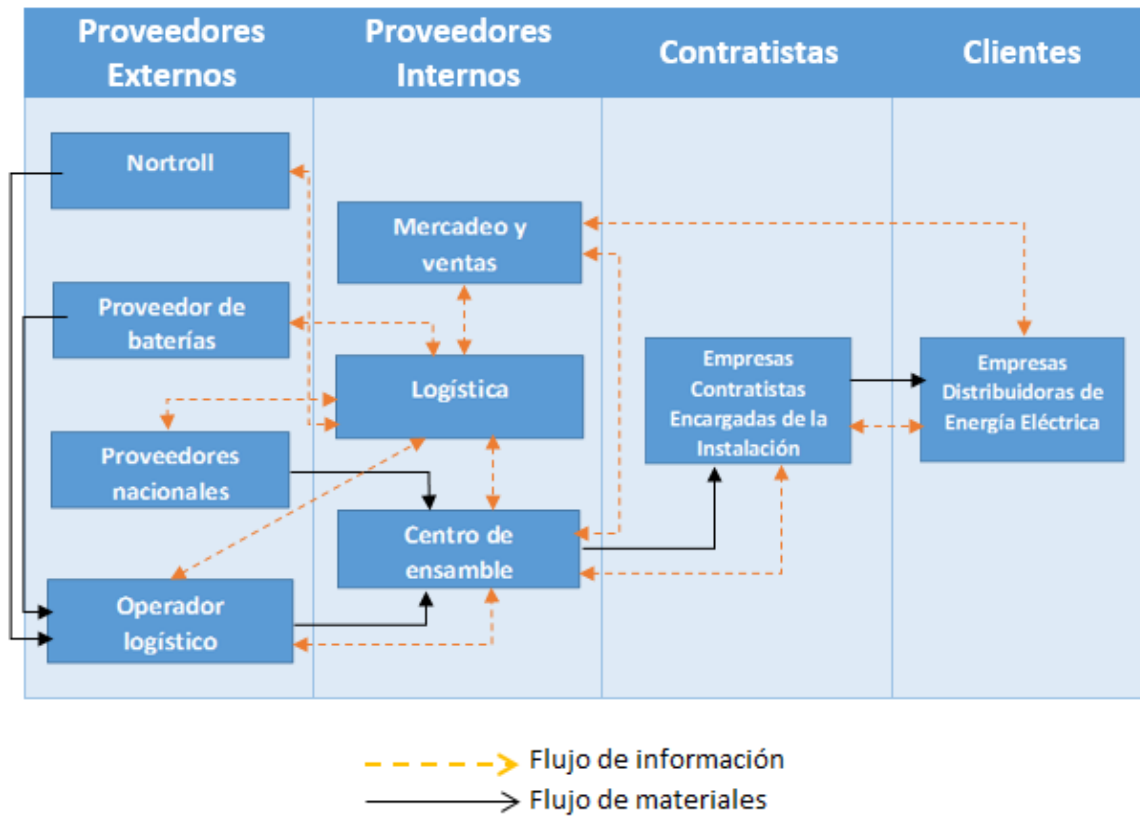 Proveedores
Externos
Proveedores
Internos
Contratistas
Clientes
Nortroll
Proveedor de
baterías
Proveedores
nacionales
Operador
logístico
Mercadeo y
ventas
Logística
Centro de
ensamble
Empresas
Contratistas
Encargadas de la
Instalación
Empresas
Distribuidoras de
Energía Eléctrica
Flujo de información
Flujo de materiales